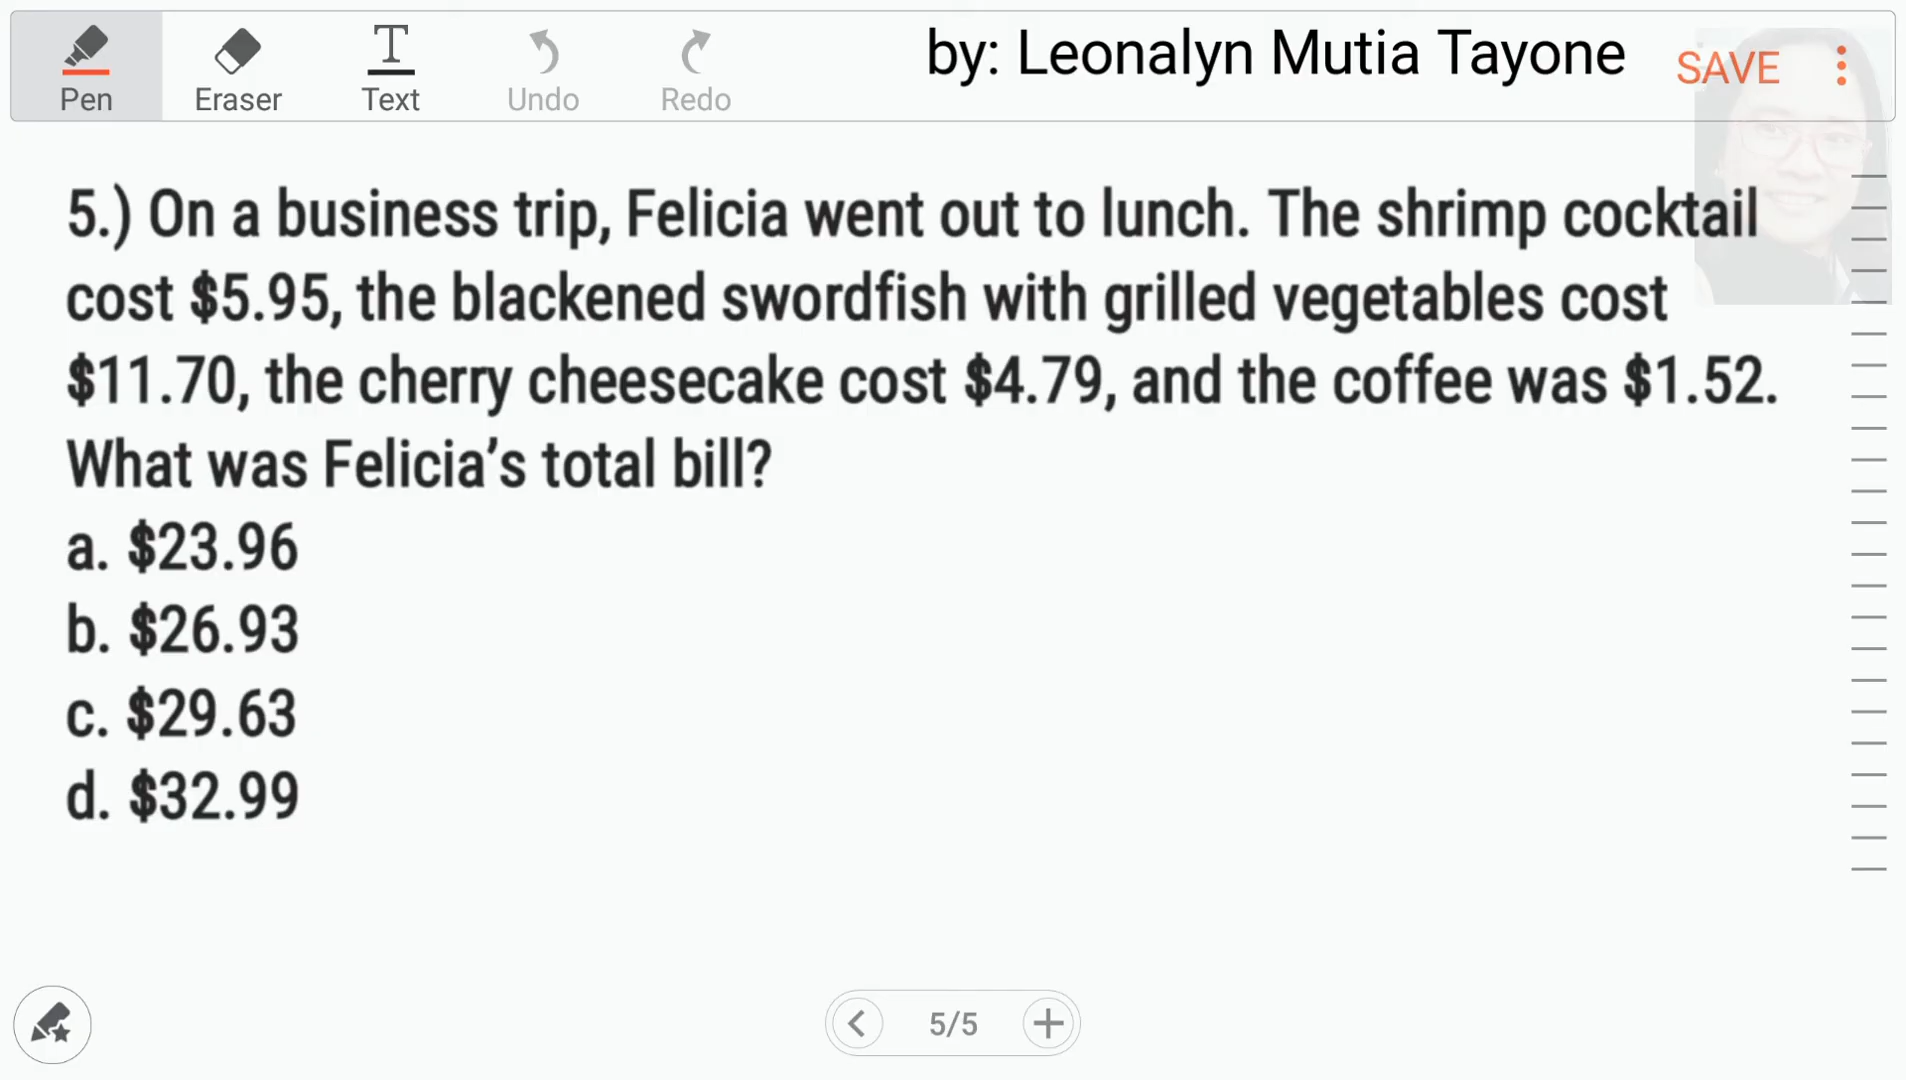 Pen Eraser Text Undo Redo by: Leonalyn Mutia Tayone SAVE
5.) On a business trip, Felicia went out to lunch. The shrimp cocktail
cost $5.95, the blackened swordfish with grilled vegetables cost
$11.70, the cherry cheesecake cost $4.79, and the coffee was $1.52.
What was Felicia’s total bill?
a. $23.96
b. $26.93
c. $29.63
d. $32.99
5/5